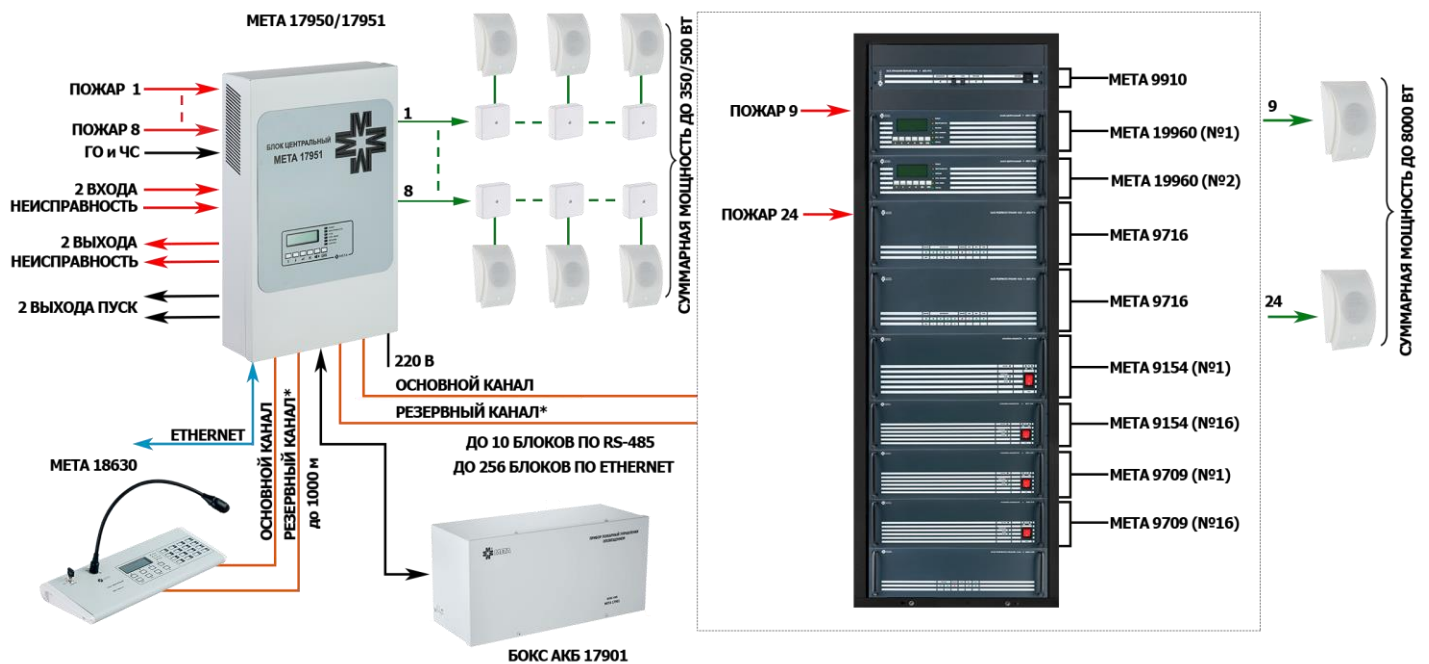 МЕТА 17950/17951
ПОЖАР 1
ПОЖАР 8
ГО и ЧС
2 ВХОДА
НЕИСПРАВНОСТЬ
2 ВЫХОДА
НЕИСПРАВНОСТЬ
2 ВЫХОДА ПУСК
БЛОК ЦЕНТРАЛЬНЫЙ
МЕТА 17951
1
8
СУММАРНАЯ МОЩНОСТЬ ДО 350/500 ВТ
220 В
ОСНОВНОЙ КАНАЛ
РЕЗЕРВНЫЙ КАНАЛ*
ДО 10 БЛОКОВ ПО RS-485
ДО 256 БЛОКОВ ПО ETHERNET
ETHERNET
ОСНОВНОЙ КАНАЛ
РЕЗЕРВНЫЙ КАНАЛ*
до 1000 м
МЕТА 18630
БОКС АКБ 17901
ПОЖАР 9
ПОЖАР 24
МЕТА 9910
МЕТА 19960 (№1)
МЕТА 19960 (№2)
МЕТА 9716
МЕТА 9716
МЕТА 9154 (№1)
МЕТА 9154 (№16)
МЕТА 9709 (№1)
МЕТА 9709 (№16)
9
24
СУММАРНАЯ МОЩНОСТЬ ДО 8000 ВТ